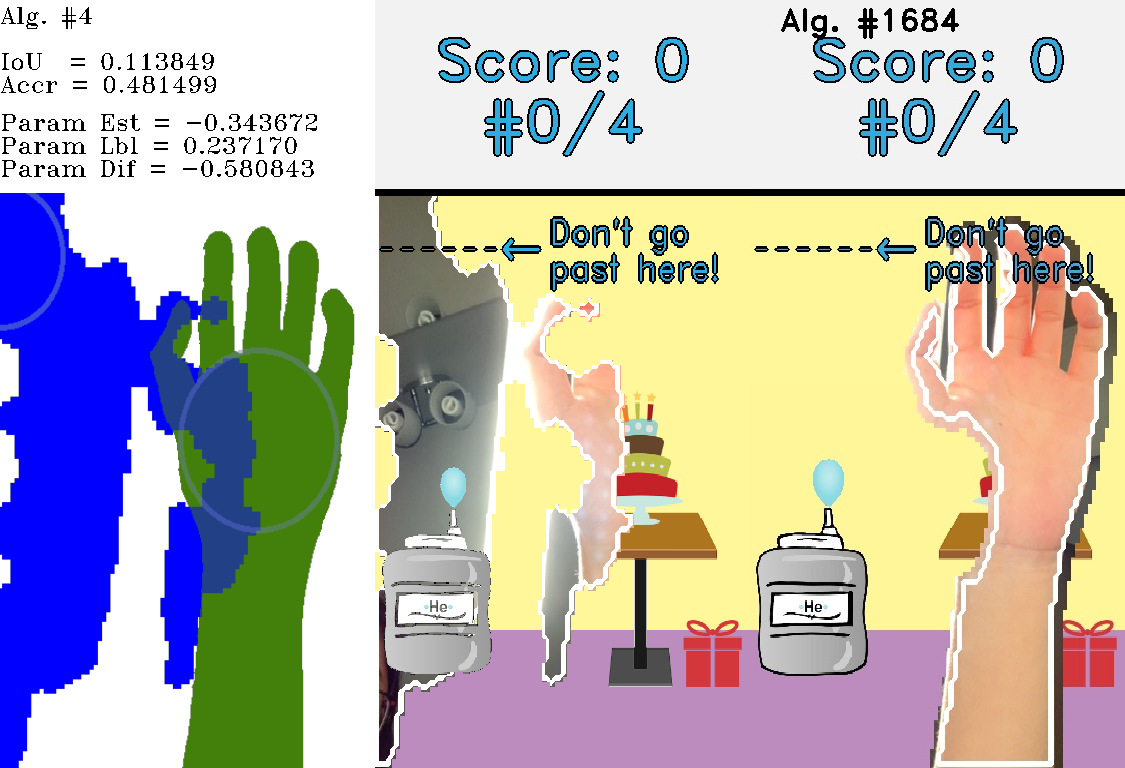 Alg. #4
IoU = 0.113849
Accr = 0.481499
Param Est = −0.343672
Param Lbl = 0.237170
Param Dif = −0.580843
Score: 0
#0/4
Don't go
past here!
He
Alg. #1684
Score: 0
#0/4
Don't go
past here!
He